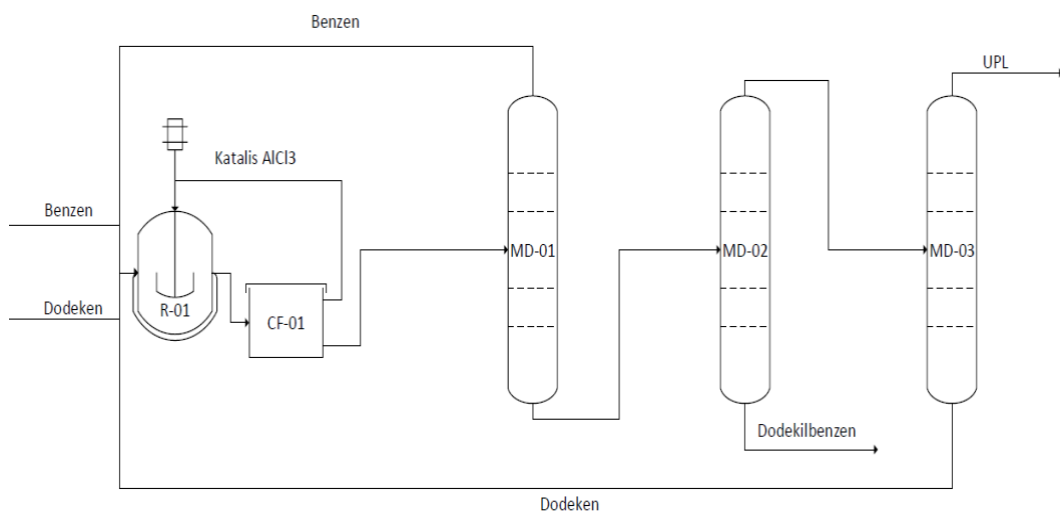 Benzen
UPL
Katalis AlCl3
Benzen
MD-01
MD-02
MD-03
Dodeken
R-01
CF-01
Dodekilbenzen
Dodeken